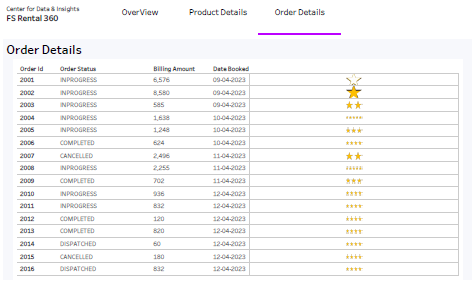 Center for Data & Insights
FS Rental 360
OverView
Product Details
Order Details
Order Details
Order Id Order Status Billing Amount Date Booked
2001 INPROGRESS 6,576 09-04-2023
2002 INPROGRESS 8,580 09-04-2023
2003 INPROGRESS 585 09-04-2023
2004 INPROGRESS 1,638 10-04-2023
2005 INPROGRESS 1,248 10-04-2023
2006 COMPLETED 624 10-04-2023
2007 CANCELLED 2,496 11-04-2023
2008 INPROGRESS 2,255 11-04-2023
2009 COMPLETED 702 11-04-2023
2010 INPROGRESS 936 12-04-2023
2011 INPROGRESS 832 12-04-2023
2012 COMPLETED 120 12-04-2023
2013 COMPLETED 820 12-04-2023
2014 DISPATCHED 60 12-04-2023
2015 CANCELLED 180 12-04-2023
2016 DISPATCHED 832 12-04-2023